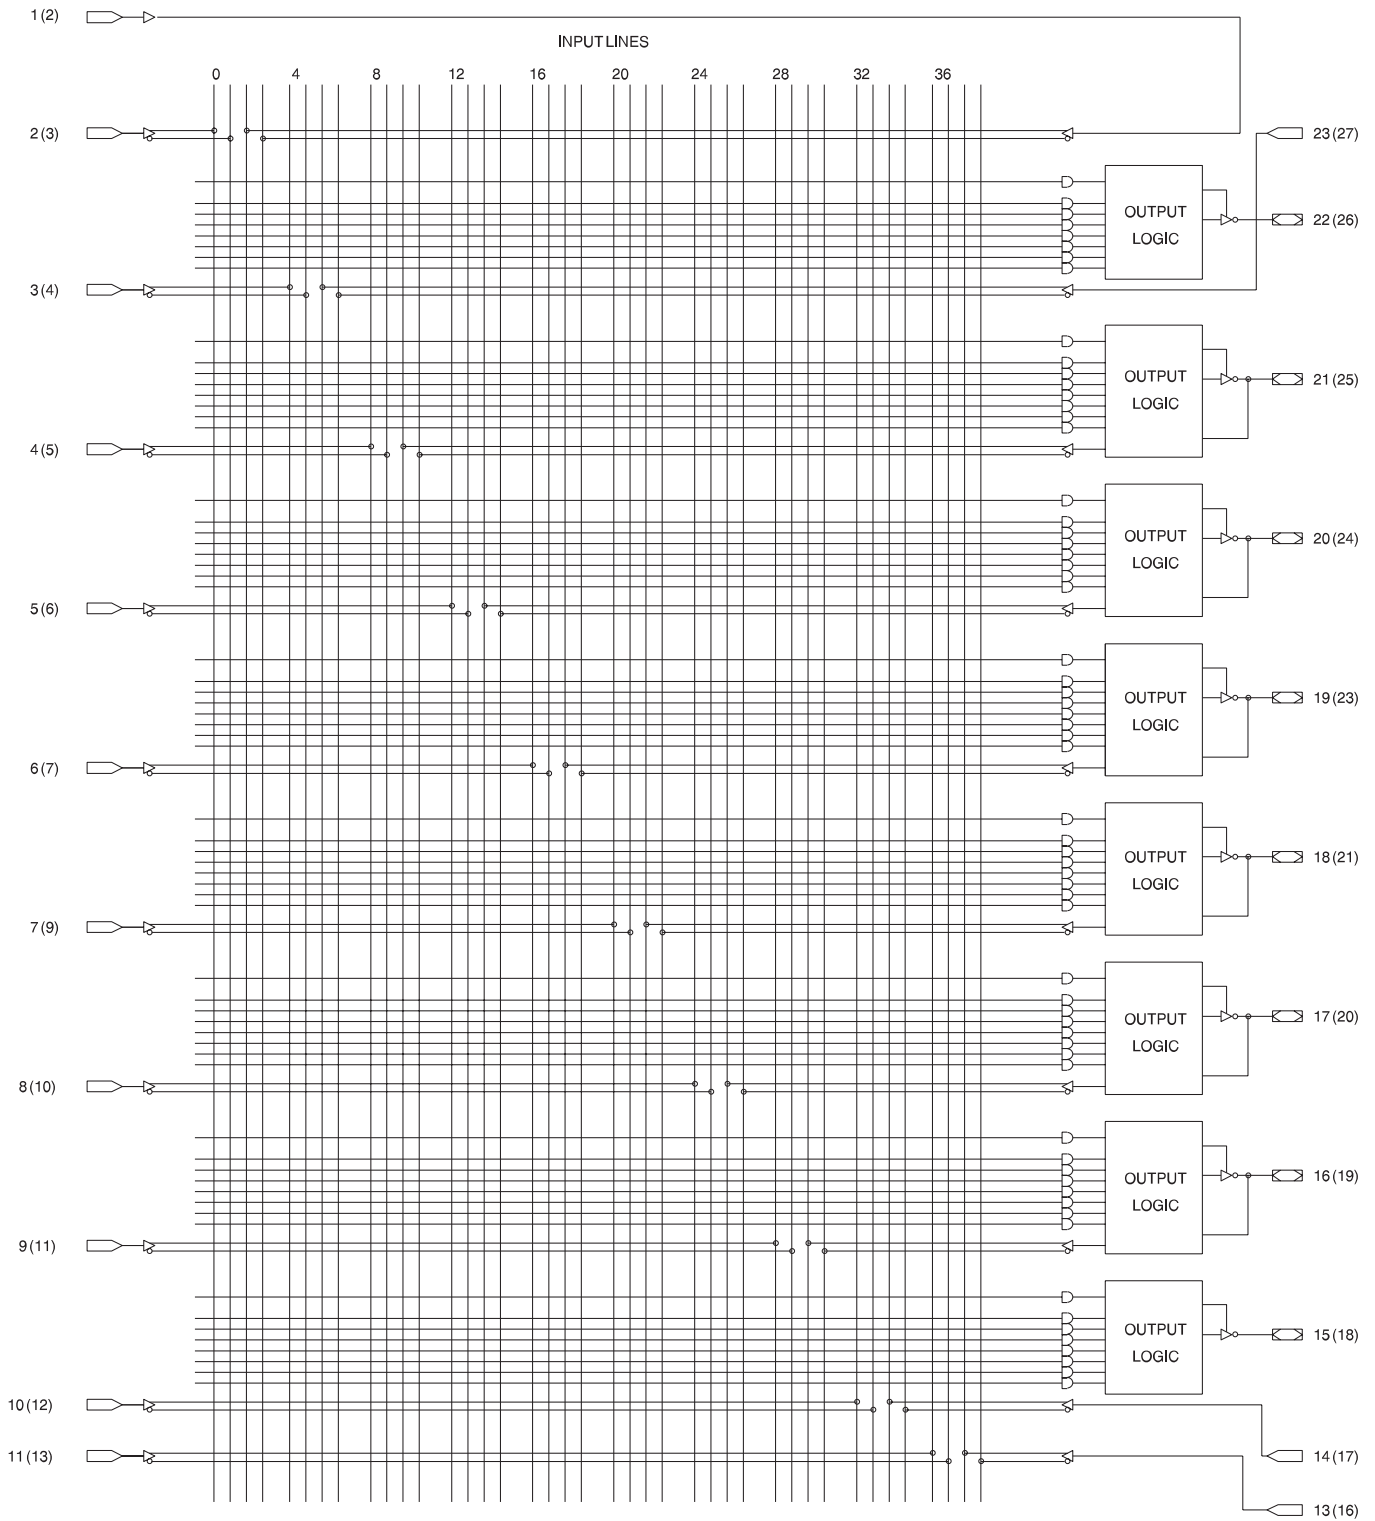 1(2)
INPUT LINES
0 4 8 12 16 20 24 28 32 36
2(3)
23(27)
OUTPUT
LOGIC
22(26)
3(4)
OUTPUT
LOGIC
21(25)
4(5)
OUTPUT
LOGIC
20(24)
5(6)
OUTPUT
LOGIC
19(23)
6(7)
OUTPUT
LOGIC
18(21)
7(9)
OUTPUT
LOGIC
17(20)
8(10)
OUTPUT
LOGIC
16(19)
9(11)
OUTPUT
LOGIC
15(18)
10(12)
11(13)
14(17)
13(16)